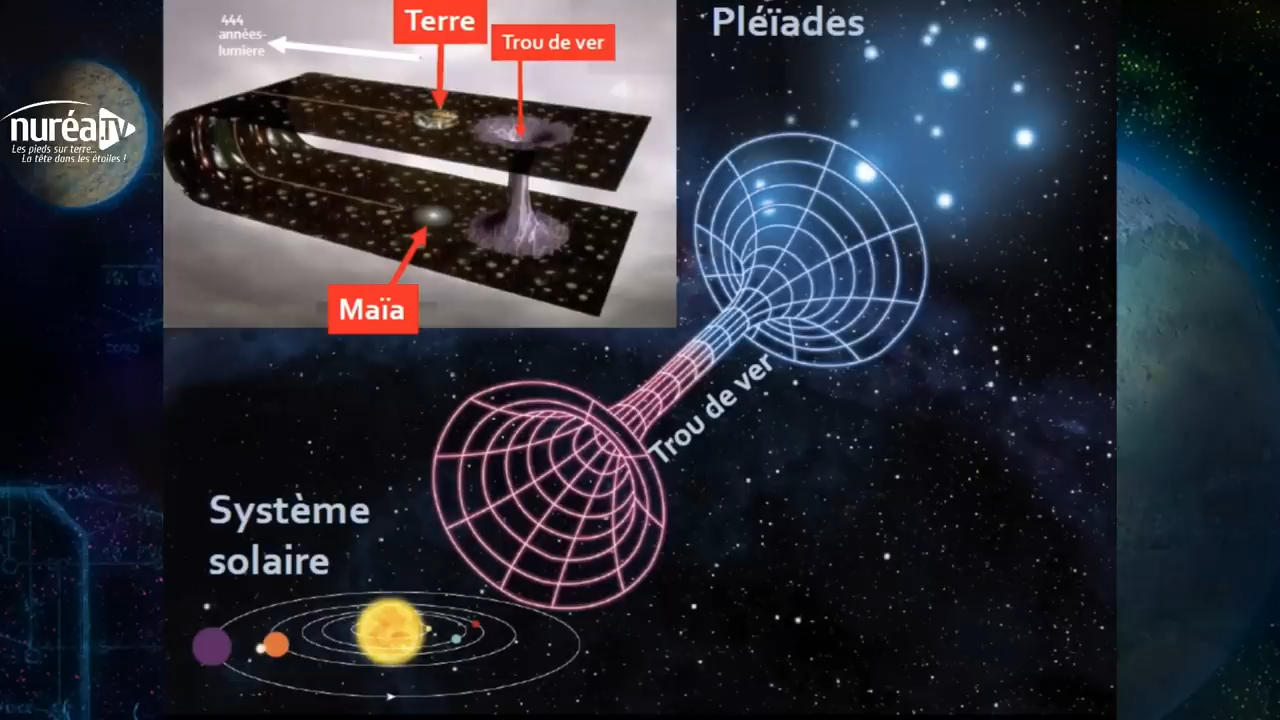 444
années-
lumiere
Terre
Trou de ver
Pléïades
nuréa.tv
Les pieds sur terre...
La tête dans les étoiles !
Maïa
Trou de ver
Système
solaire